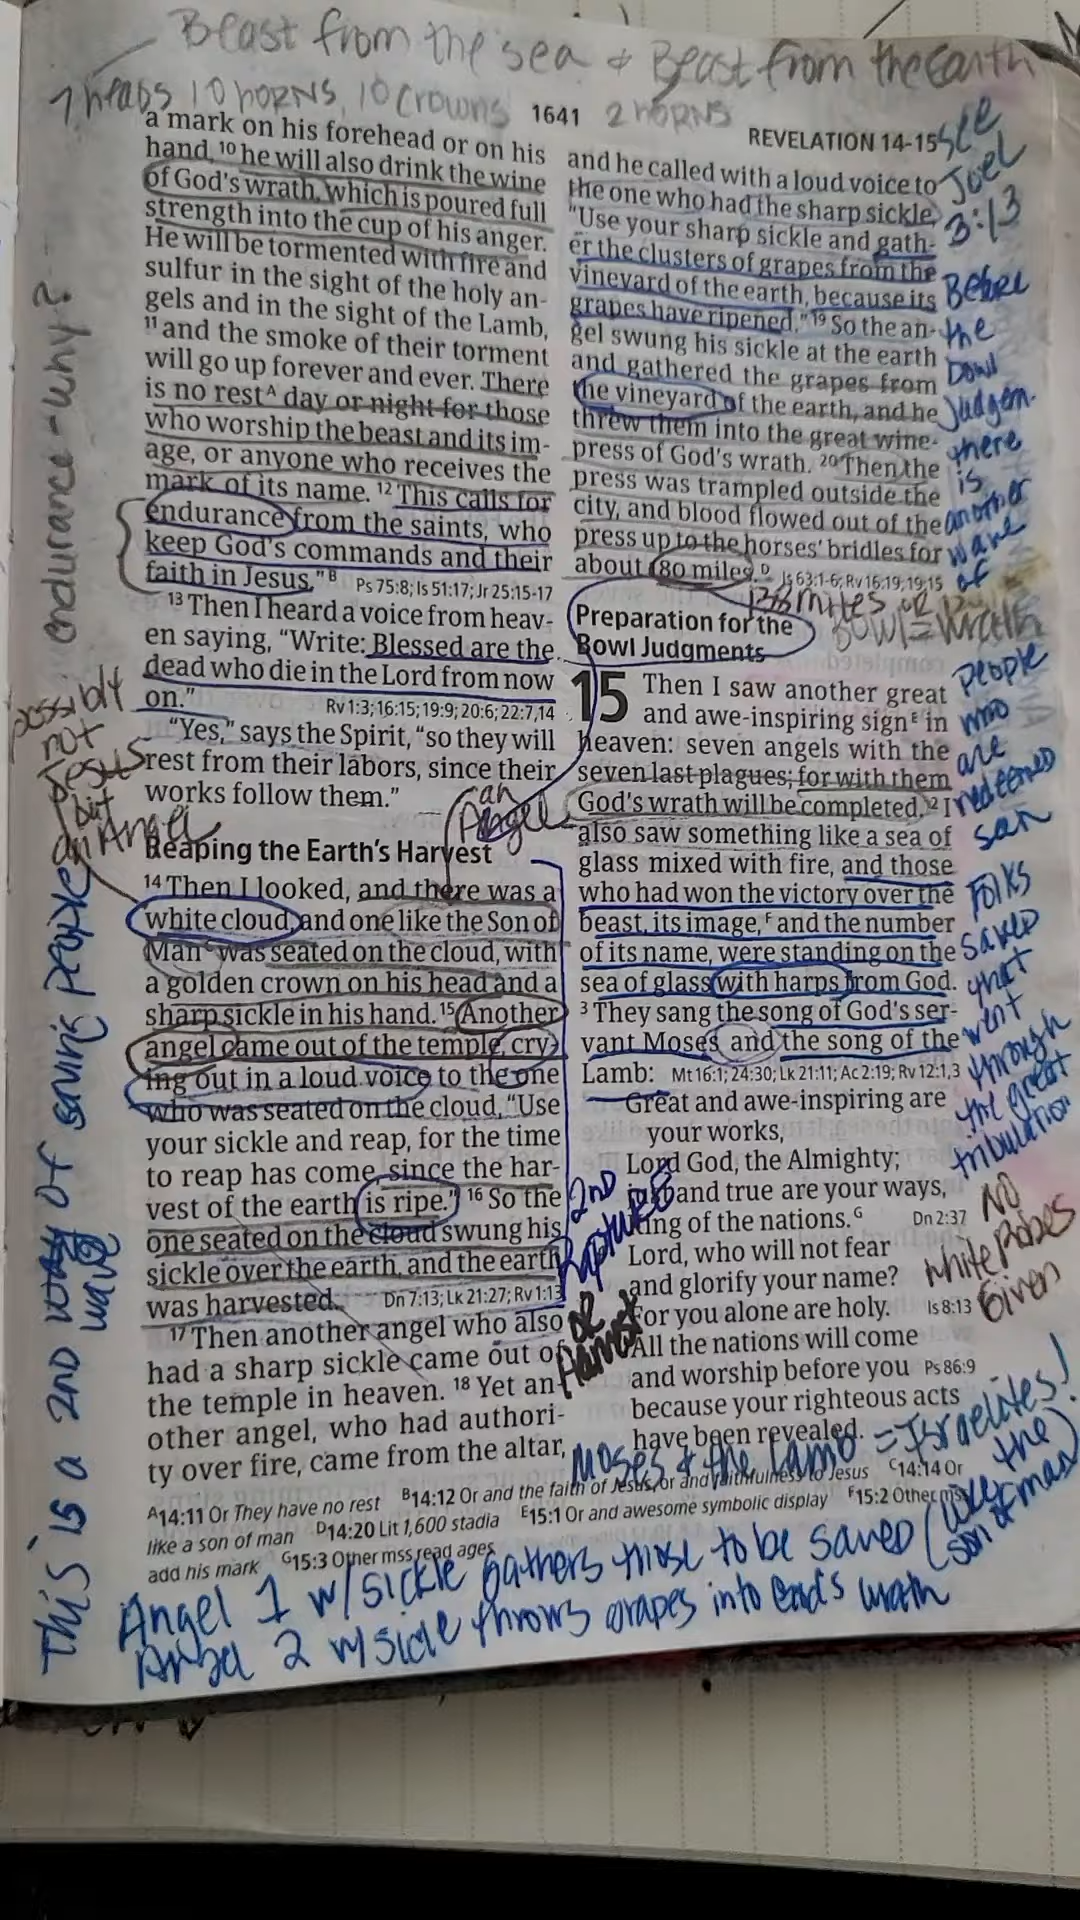 Beast from the sea & Beast from the Earth
7 heads 10 horns, 10 crowns
2 horns
1641
REVELATION 14-15
a mark on his forehead or on his
hand, 10 he will also drink the wine
of God's wrath, which is poured full
strength into the cup of his anger.
He will be tormented with fire and
sulfur in the sight of the holy an-
gels and in the sight of the Lamb,
11 and the smoke of their torment
will go up forever and ever. There
is no rest A day or night for those
who worship the beast and its im-
age, or anyone who receives the
mark of its name. 12 This calls for
endurance from the saints, who
keep God's commands and their
faith in Jesus." B Ps 75:8; Is 51:17; Jr 25:15-17
13 Then I heard a voice from heav-
en saying, "Write: Blessed are the
dead who die in the Lord from now
on." Rv 1:3; 16:15; 19:9; 20:6; 22:7,14
"Yes," says the Spirit, "so they will
rest from their labors, since their
works follow them."
Reaping the Earth's Harvest
14 Then I looked, and there was a
white cloud, and one like the Son of
Man C was seated on the cloud, with
a golden crown on his head and a
sharp sickle in his hand. 15 Another
angel came out of the temple, cry-
ing out in a loud voice to the one
who was seated on the cloud, "Use
your sickle and reap, for the time
to reap has come, since the har-
vest of the earth is ripe." 16 So the
one seated on the cloud swung his
sickle over the earth, and the earth
was harvested. Dn 7:13; Lk 21:27; Rv 1:13
17 Then another angel who also
had a sharp sickle came out of
the temple in heaven. 18 Yet an-
other angel, who had authori-
ty over fire, came from the altar,
and he called with a loud voice to
the one who had the sharp sickle,
"Use your sharp sickle and gath-
er the clusters of grapes from the
vineyard of the earth, because its
grapes have ripened." 19 So the an-
gel swung his sickle at the earth
and gathered the grapes from
the vineyard of the earth, and he
threw them into the great wine-
press of God's wrath. 20 Then the
press was trampled outside the
city, and blood flowed out of the
press up to the horses' bridles for
about 180 miles. D Is 63:1-6; Rv 16:19; 19:15
Preparation for the
Bowl Judgments
15 Then I saw another great
and awe-inspiring sign E in
heaven: seven angels with the
seven last plagues; for with them
God's wrath will be completed. 2 I
also saw something like a sea of
glass mixed with fire, and those
who had won the victory over the
beast, its image, F and the number
of its name, were standing on the
sea of glass with harps from God.
3 They sang the song of God's ser-
vant Moses and the song of the
Lamb: Mt 16:1; 24:30; Lk 21:11; Ac 2:19; Rv 12:1,3
Great and awe-inspiring are
your works,
Lord God, the Almighty;
and true are your ways,
King of the nations. G Dn 2:37
Lord, who will not fear
and glorify your name?
For you alone are holy. Is 8:13
All the nations will come
and worship before you Ps 86:9
because your righteous acts
have been revealed.
A 14:11 Or They have no rest B 14:12 Or and the faith of Jesus, or and faithfulness to Jesus C 14:14 Or
like a son of man D 14:20 Lit 1,600 stadia E 15:1 Or and awesome symbolic display F 15:2 Other mss
add his mark G 15:3 Other mss read ages
endurance - why?
possibly
not
Jesus
but
an Angel
an
Angel
This is a 2nd way of saving people
wave
2nd
Rapture
OR
Harvest
see
Joel
3:13
Before
the
Bowl
Judgem.
there
is
another
wave
of
people
who
are
redeemed
Bowl = Wrath
Folks
saved
that
went
through
the great
tribulation
NO
White Robes
Given
Moses & the Lamb = Israelites!
Angel 1 w/ sickle gathers those to be saved (like the
son of man)
Angel 2 w/ sicle throws grapes into God's wrath